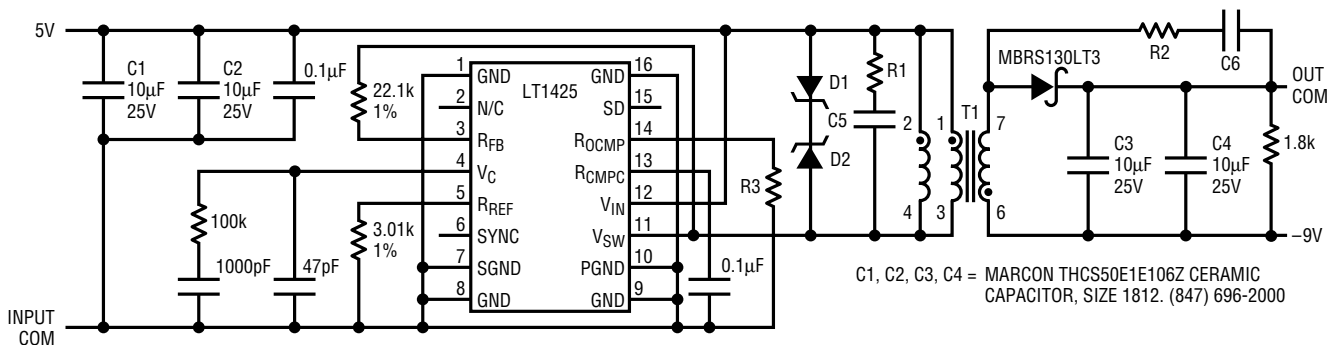 5V
C1
10µF
25V
C2
10µF
25V
0.1µF
22.1k
1%
1
GND
2
N/C
3
RFB
4
VC
5
RREF
6
SYNC
7
SGND
8
GND
LT1425
GND
16
SD
15
ROCMP
14
RCMPC
13
VIN
12
VSW
11
PGND
10
GND
9
100k
1000pF
47pF
3.01k
1%
INPUT
COM
R3
0.1µF
D1
D2
R1
C5
2
4
1
3
T1
7
6
MBRS130LT3
R2
C6
OUT
COM
C3
10µF
25V
C4
10µF
25V
1.8k
–9V
C1, C2, C3, C4 = MARCON THCS50E1E106Z CERAMIC
CAPACITOR, SIZE 1812. (847) 696-2000